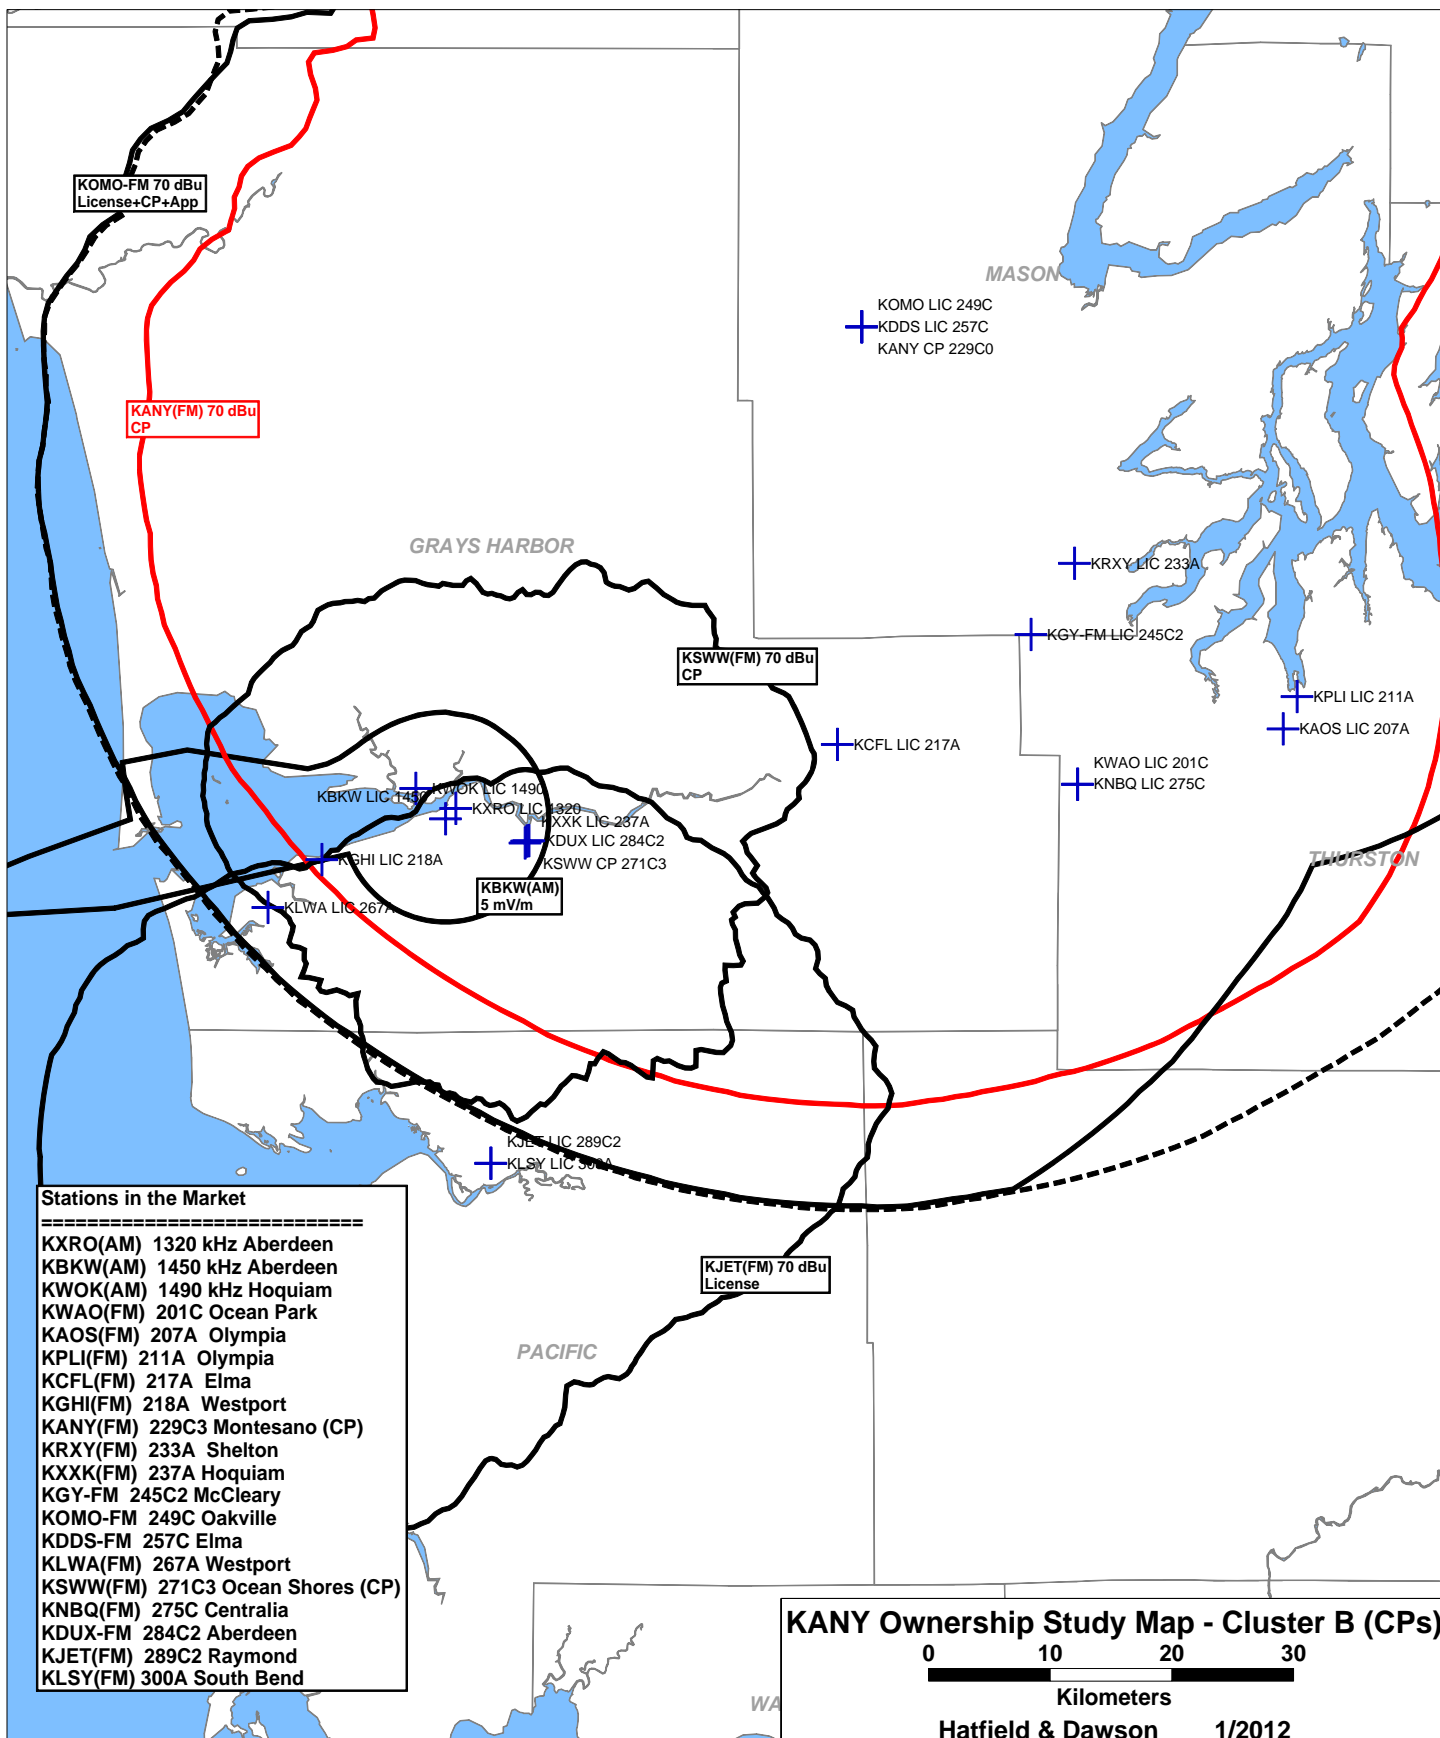 KOMO-FM 70 dBu
License+CP+App
MASON
KOMO LIC 249C
KDDS LIC 257C
KANY CP 229C0
KANY(FM) 70 dBu
CP
GRAYS HARBOR
KRXY LIC 233A
KGY-FM LIC 245C2
KSWW(FM) 70 dBu
CP
KPLI LIC 211A
KAOS LIC 207A
KCFL LIC 217A
KWAO LIC 201C
KNBQ LIC 275C
KWOK LIC 1490
KBKW LIC 1450
KXRO LIC 1320
KXXK LIC 237A
KDUX LIC 284C2
KSWW CP 271C3
KGHI LIC 218A
THURSTON
KBKW(AM)
5 mV/m
KLWA LIC 267A
KJET LIC 289C2
KLSY LIC 300A
Stations in the Market
============================
KXRO(AM) 1320 kHz Aberdeen
KBKW(AM) 1450 kHz Aberdeen
KWOK(AM) 1490 kHz Hoquiam
KWAO(FM) 201C Ocean Park
KAOS(FM) 207A Olympia
KPLI(FM) 211A Olympia
KCFL(FM) 217A Elma
KGHI(FM) 218A Westport
KANY(FM) 229C3 Montesano (CP)
KRXY(FM) 233A Shelton
KXXK(FM) 237A Hoquiam
KGY-FM 245C2 McCleary
KOMO-FM 249C Oakville
KDDS-FM 257C Elma
KLWA(FM) 267A Westport
KSWW(FM) 271C3 Ocean Shores (CP)
KNBQ(FM) 275C Centralia
KDUX-FM 284C2 Aberdeen
KJET(FM) 289C2 Raymond
KLSY(FM) 300A South Bend
KJET(FM) 70 dBu
License
PACIFIC
WA
KANY Ownership Study Map - Cluster B (CPs)
0 10 20 30
Kilometers
Hatfield & Dawson 1/2012